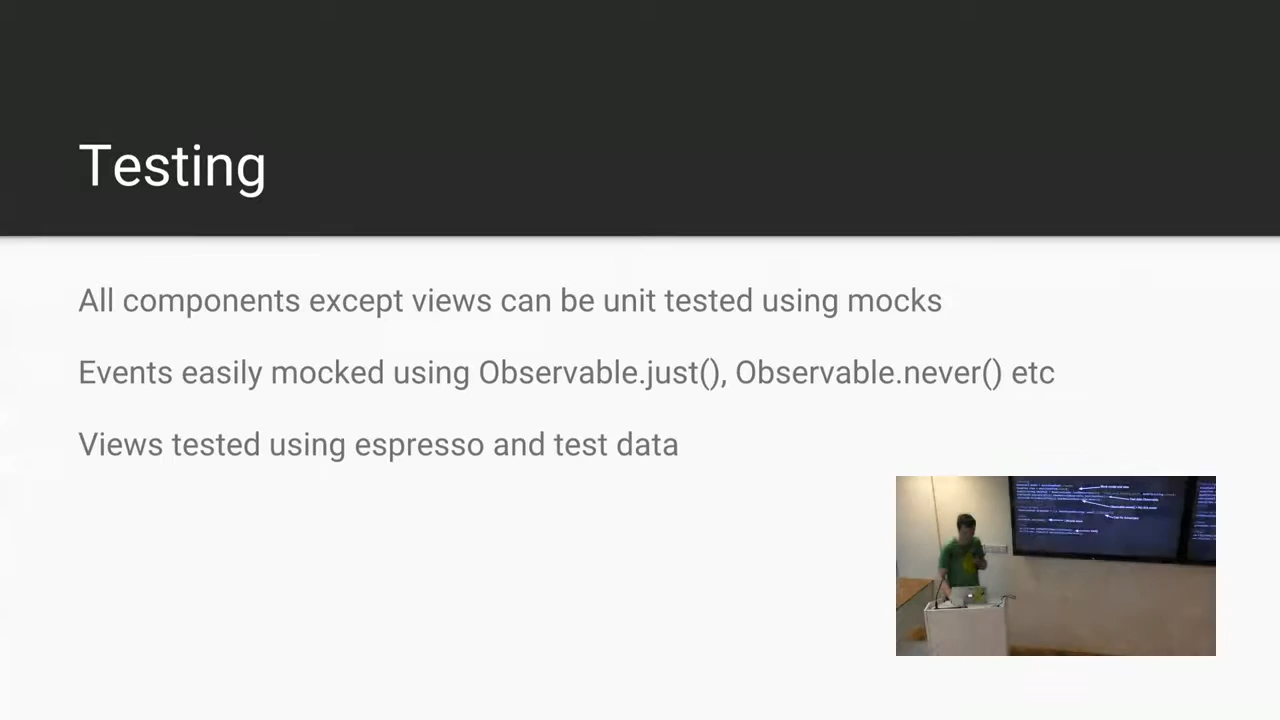 Testing
All components except views can be unit tested using mocks
Events easily mocked using Observable.just(), Observable.never() etc
Views tested using espresso and test data